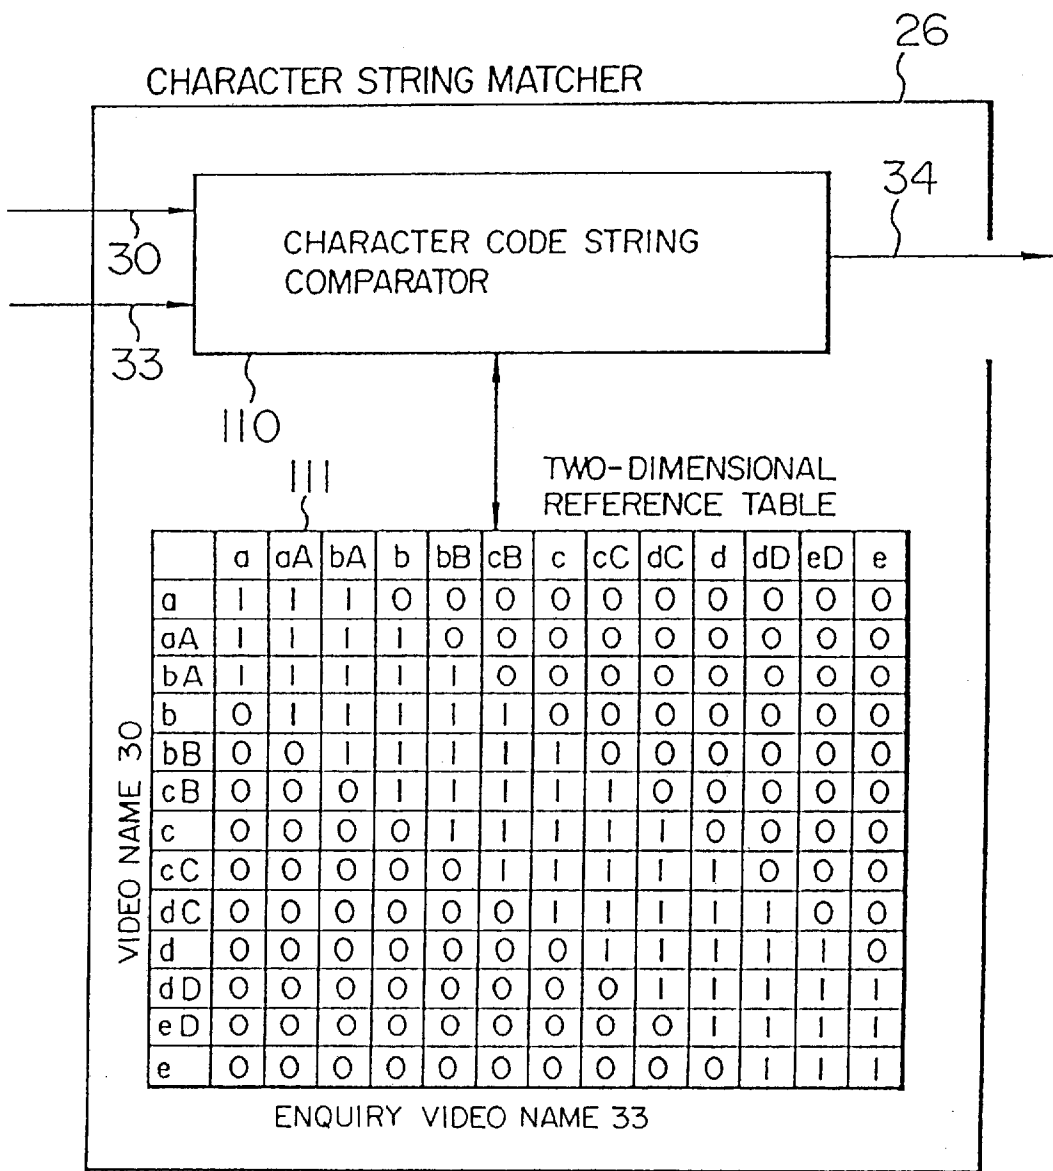 26
CHARACTER STRING MATCHER
34
30
CHARACTER CODE STRING
COMPARATOR
33
110
111
TWO-DIMENSIONAL
REFERENCE TABLE
a aA bA b bB cB c cC dC d dD eD e
a 1 1 1 0 0 0 0 0 0 0 0 0 0
aA 1 1 1 1 0 0 0 0 0 0 0 0 0
bA 1 1 1 1 1 0 0 0 0 0 0 0 0
b 0 1 1 1 1 1 0 0 0 0 0 0 0
bB 0 0 1 1 1 1 1 0 0 0 0 0 0
cB 0 0 0 1 1 1 1 1 0 0 0 0 0
c 0 0 0 0 1 1 1 1 1 0 0 0 0
cC 0 0 0 0 0 1 1 1 1 1 0 0 0
dC 0 0 0 0 0 0 1 1 1 1 1 0 0
d 0 0 0 0 0 0 0 1 1 1 1 1 0
dD 0 0 0 0 0 0 0 0 1 1 1 1 1
eD 0 0 0 0 0 0 0 0 0 1 1 1 1
e 0 0 0 0 0 0 0 0 0 0 1 1 1
VIDEO NAME 30
ENQUIRY VIDEO NAME 33